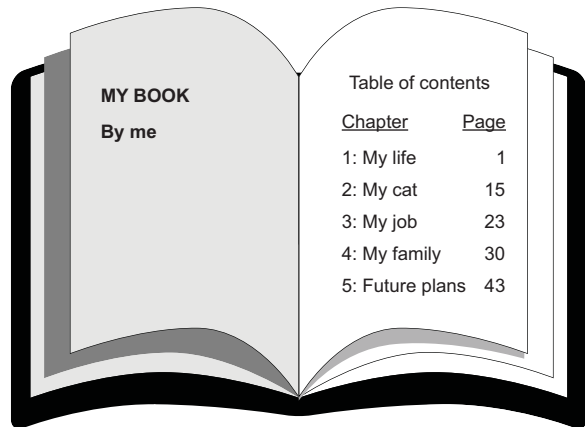 MY BOOK
By me
Table of contents
Chapter Page
1: My life 1
2: My cat 15
3: My job 23
4: My family 30
5: Future plans 43